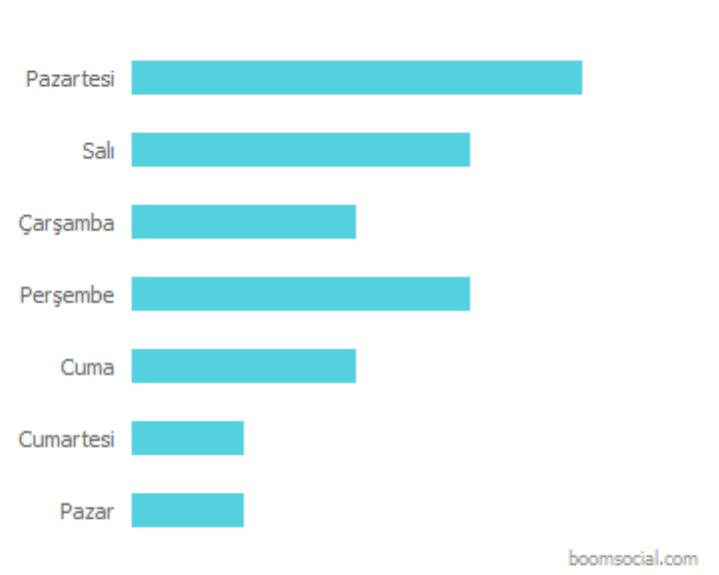 Pazartesi
Salı
Çarşamba
Perşembe
Cuma
Cumartesi
Pazar
boomsocial.com